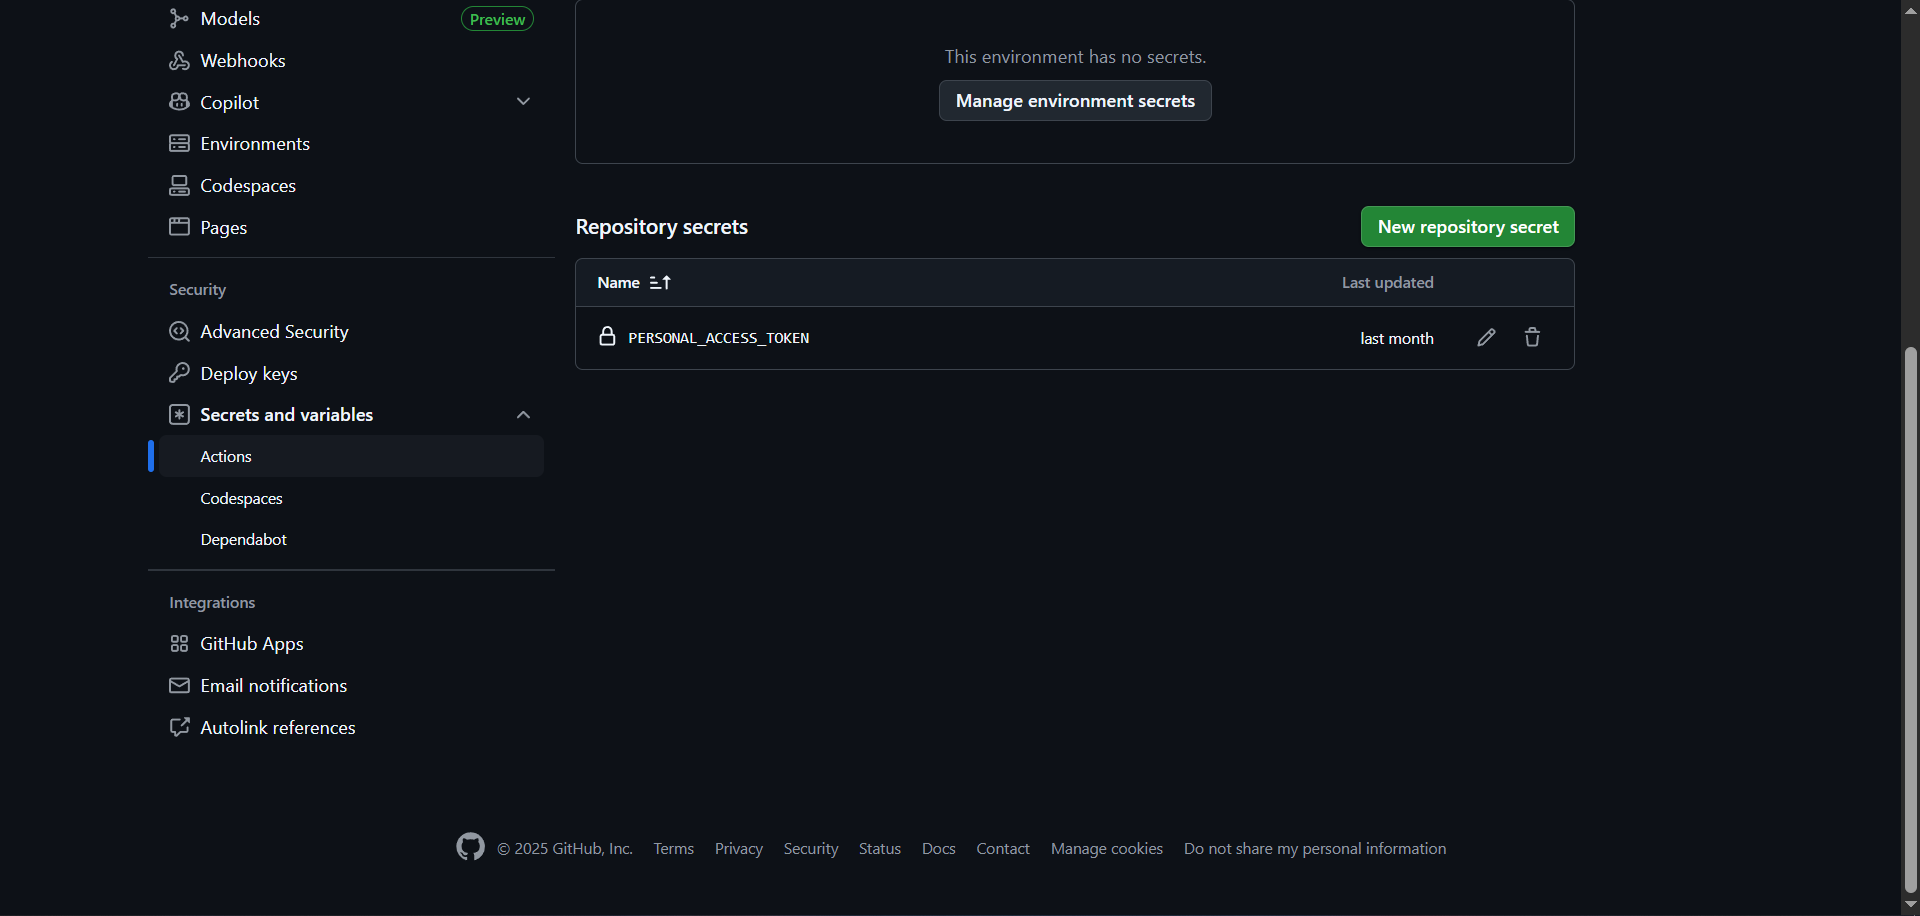 Models
Preview
Webhooks
Copilot
Environments
Codespaces
Pages
Security
Advanced Security
Deploy keys
Secrets and variables
Actions
Codespaces
Dependabot
Integrations
GitHub Apps
Email notifications
Autolink references
This environment has no secrets.
Manage environment secrets
Repository secrets
New repository secret
Name
Last updated
PERSONAL_ACCESS_TOKEN
last month
© 2025 GitHub, Inc. Terms Privacy Security Status Docs Contact Manage cookies Do not share my personal information